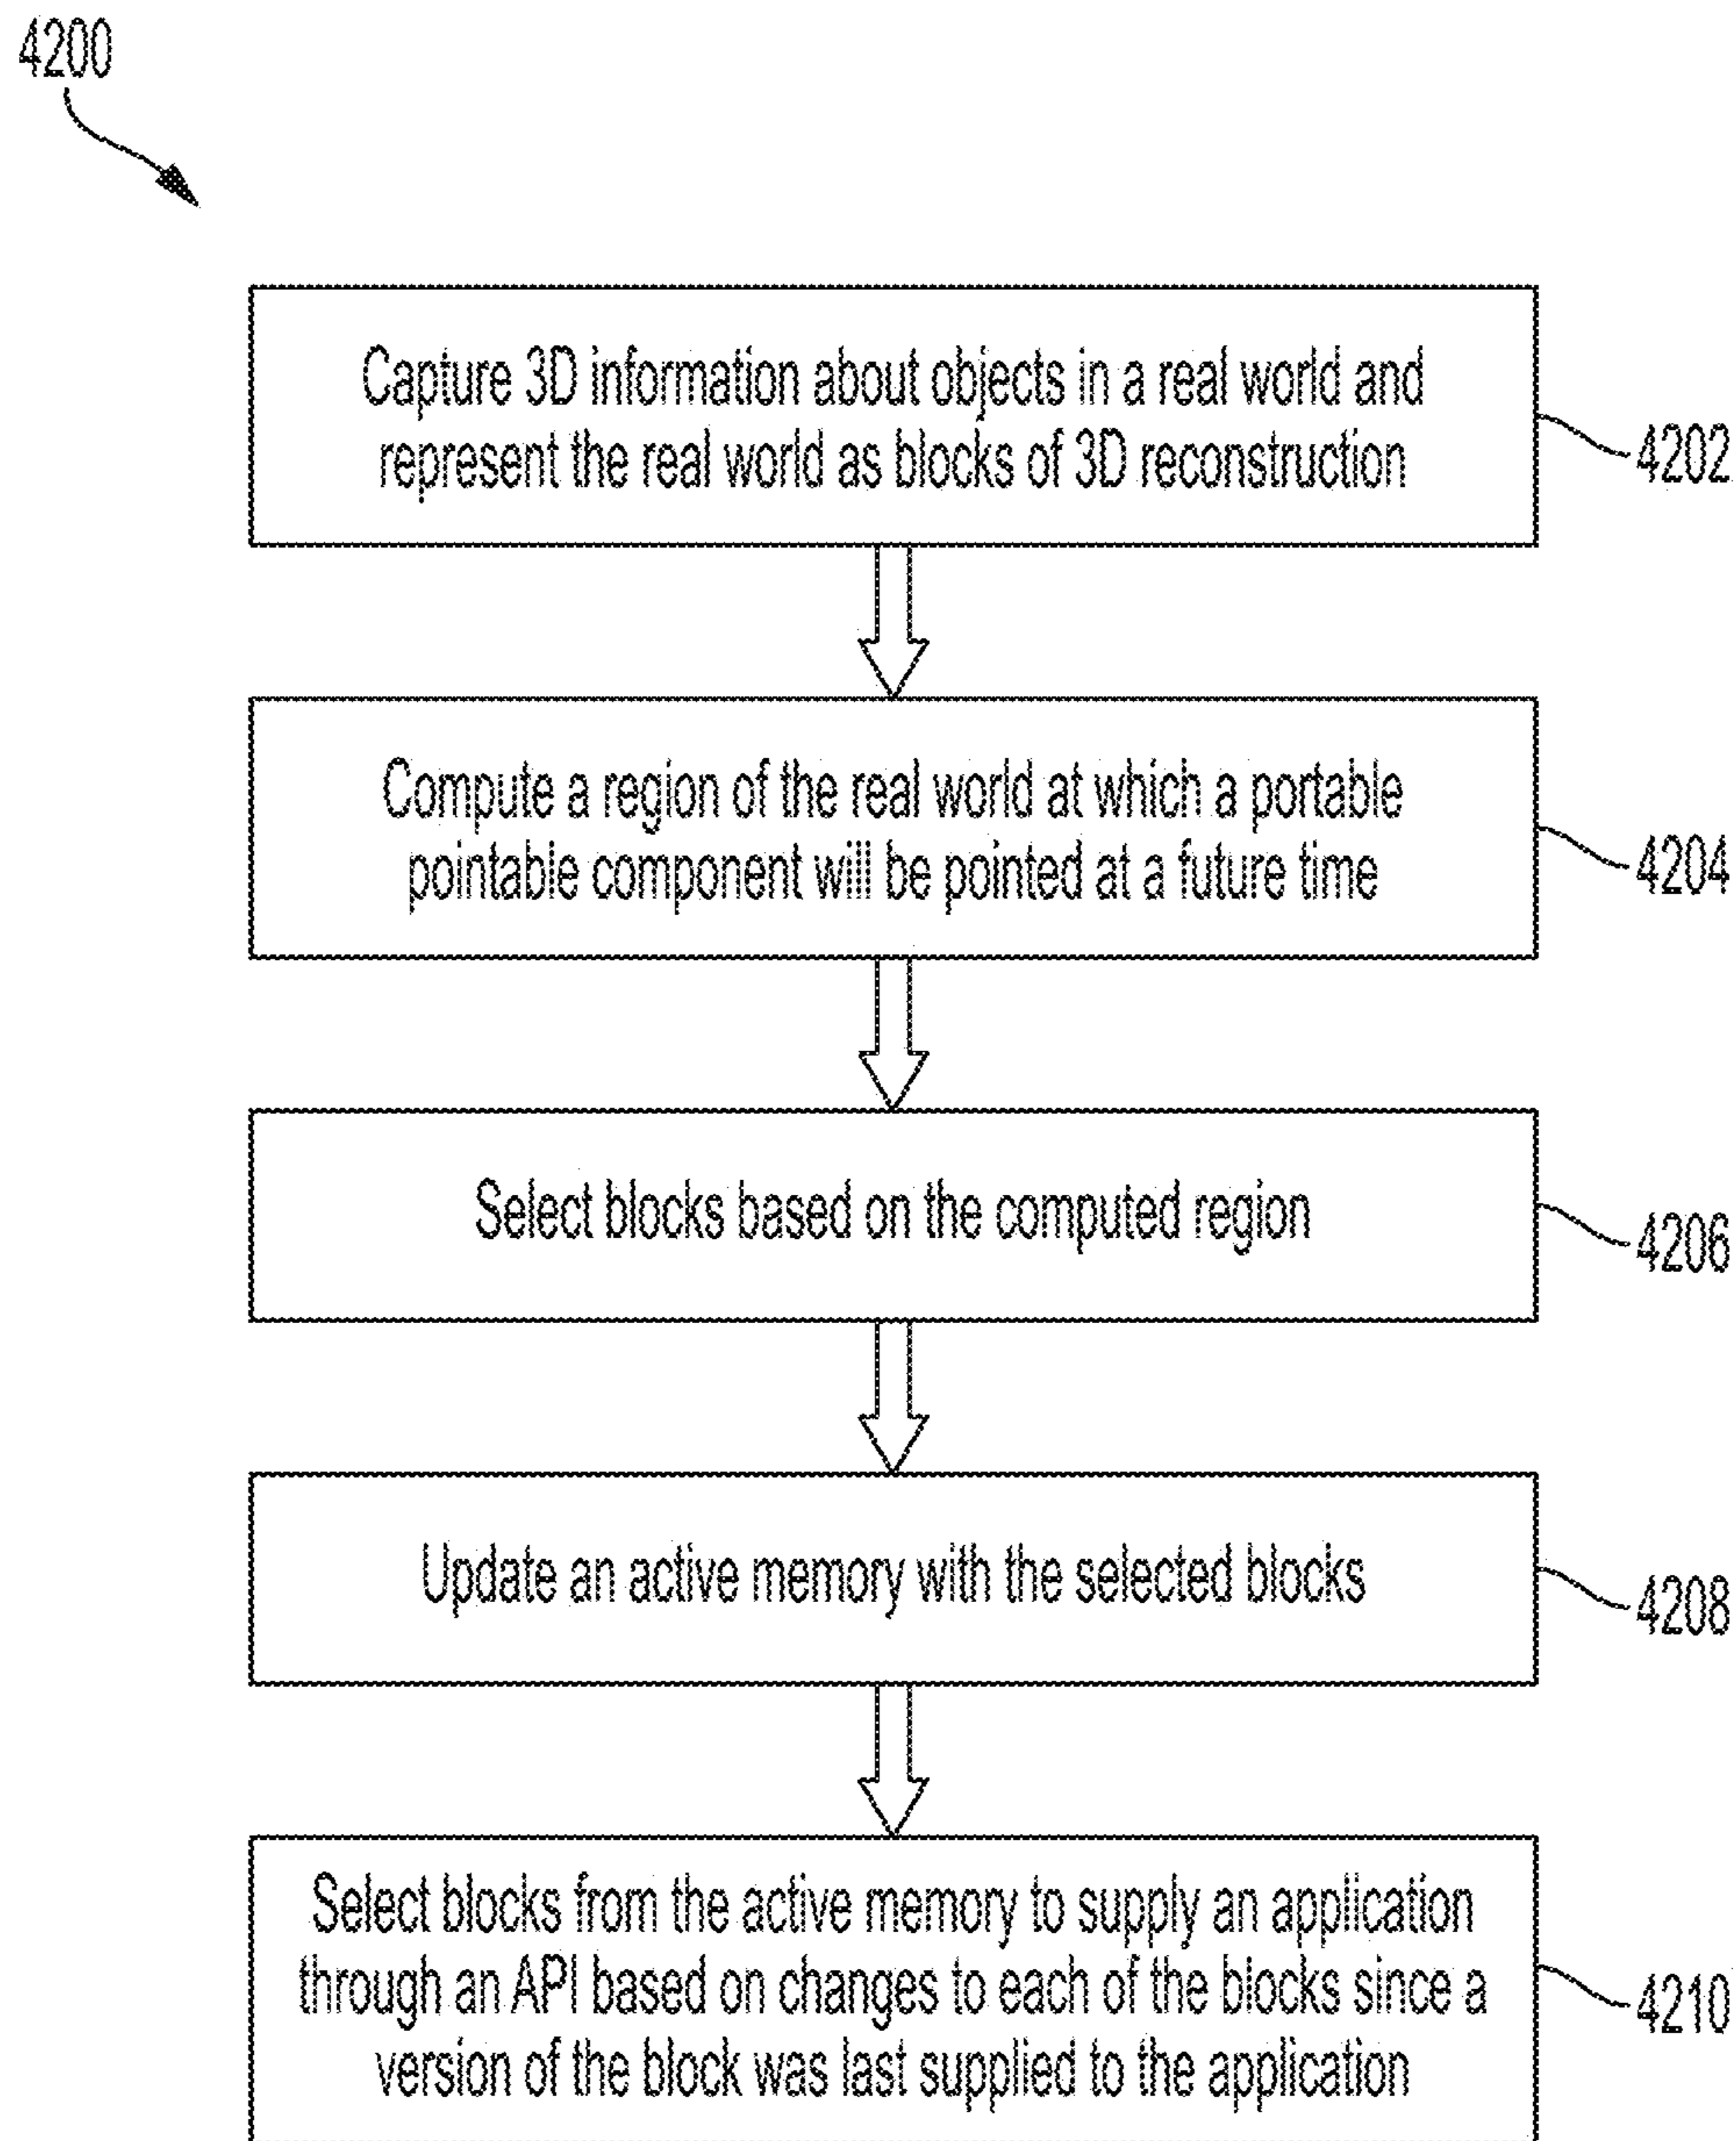 4200
Capture 3D information about objects in a real world and
represent the real world as blocks of 3D reconstruction
4202
Compute a region of the real world at which a portable
pointable component will be pointed at a future time
4204
Select blocks based on the computed region
4206
Update an active memory with the selected blocks
4208
Select blocks from the active memory to supply an application
through an API based on changes to each of the blocks since a
version of the block was last supplied to the application
4210